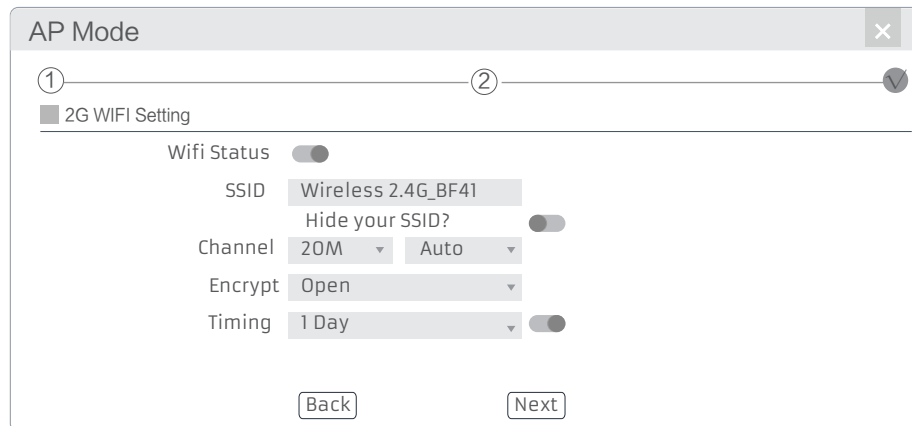 AP Mode
1
2
2G WIFI Setting
Wifi Status
SSID Wireless 2.4G_BF41
Hide your SSID?
Channel 20M Auto
Encrypt Open
Timing 1 Day
Back Next